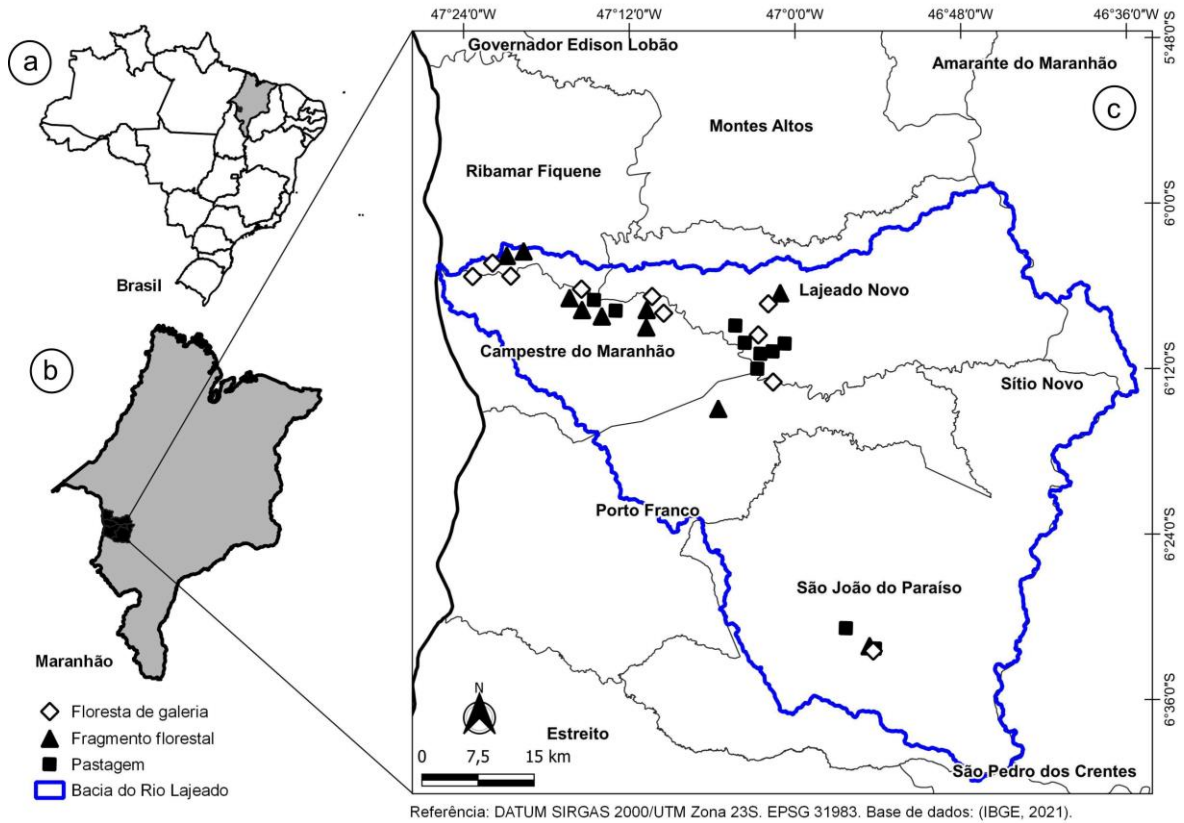 a
Brasil
b
Maranhão
Floresta de galeria
Fragmento florestal
Pastagem
Bacia do Rio Lajeado
47°24'0"W
47°12'0"W
47°0'0"W
46°48'0"W
46°36'0"W
c
Governador Edison Lobão
Amarante do Maranhão
Montes Altos
Ribamar Fiquene
Lajeado Novo
Campestre do Maranhão
Sítio Novo
Porto Franco
São João do Paraíso
Estreito
São Pedro dos Crentes
N
0 7,5 15 km
5°48'0"S
6°0'0"S
6°12'0"S
6°24'0"S
6°36'0"S
Referência: DATUM SIRGAS 2000/UTM Zona 23S. EPSG 31983. Base de dados: (IBGE, 2021).